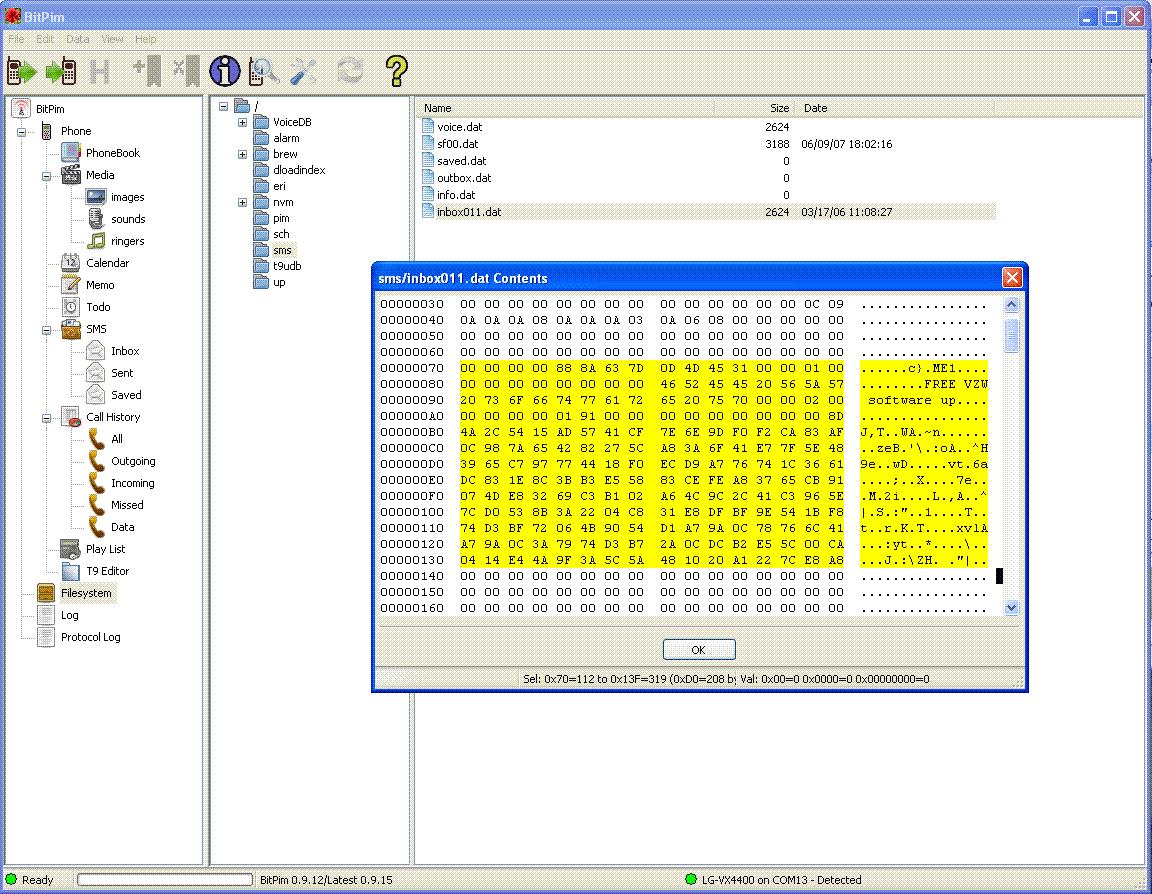 BitPim
File Edit Data View Help
BitPim
Phone
PhoneBook
Media
images
sounds
ringers
Calendar
12
Memo
Todo
SMS
Inbox
Sent
Saved
Call History
All
Outgoing
Incoming
Missed
Data
Play List
T9 Editor
Filesystem
Log
Protocol Log
/
VoiceDB
alarm
brew
dloadindex
eri
nvm
pim
sch
sms
t9udb
up
Name Size Date
voice.dat 2624
sf00.dat 3188 06/09/07 18:02:16
saved.dat 0
outbox.dat 0
info.dat 0
inbox011.dat 2624 03/17/06 11:08:27
sms/inbox011.dat Contents
00000030 00 00 00 00 00 00 00 00 00 00 00 00 00 00 0C 09 ................
00000040 0A 0A 0A 08 0A 0A 0A 03 0A 06 08 00 00 00 00 00 ................
00000050 00 00 00 00 00 00 00 00 00 00 00 00 00 00 00 00 ................
00000060 00 00 00 00 00 00 00 00 00 00 00 00 00 00 00 00 ................
00000070 00 00 00 00 88 8A 63 7D 0D 4D 45 31 00 00 01 00 ......c}.ME1....
00000080 00 00 00 00 00 00 00 00 46 52 45 45 20 56 5A 57 ........FREE VZW
00000090 20 73 6F 66 74 77 61 72 65 20 75 70 00 00 02 00 software up....
000000A0 00 00 00 00 01 91 00 00 00 00 00 00 00 00 00 8D ................
000000B0 4A 2C 54 15 AD 57 41 CF 7E 6E 9D F0 F2 CA 83 AF J,T..WA.~n......
000000C0 0C 98 7A 65 42 82 27 5C A8 3A 6F 41 E7 7F 5E 48 ..zeB.'\.:oA..^H
000000D0 39 65 C7 97 77 44 18 F0 EC D9 A7 76 74 1C 36 61 9e..wD.....vt.6a
000000E0 DC 83 1E 8C 3B B3 E5 58 83 CE FE A8 37 65 CB 91 ....;..X....7e..
000000F0 07 4D E8 32 69 C3 B1 02 A6 4C 9C 2C 41 C3 96 5E .M.2i....L.,A..^
00000100 7C D0 53 8B 3A 22 04 C8 31 E8 DF BF 9E 54 1B F8 |.S.:"..1....T..
00000110 74 D3 BF 72 06 4B 90 54 D1 A7 9A 0C 78 76 6C 41 t..r.K.T....xvlA
00000120 A7 9A 0C 3A 79 74 D3 B7 2A 0C DC B2 E5 5C 00 CA ...:yt..*....\..
00000130 04 14 E4 4A 9F 3A 5C 5A 48 10 20 A1 22 7C E8 A8 ...J.:\ZH. ."|..
00000140 00 00 00 00 00 00 00 00 00 00 00 00 00 00 00 00 ................
00000150 00 00 00 00 00 00 00 00 00 00 00 00 00 00 00 00 ................
00000160 00 00 00 00 00 00 00 00 00 00 00 00 00 00 00 00 ................
OK
Sel: 0x70=112 to 0x13F=319 (0xD0=208 by Val: 0x00=0 0x0000=0 0x00000000=0
Ready BitPim 0.9.12/Latest 0.9.15 LG-VX4400 on COM13 - Detected